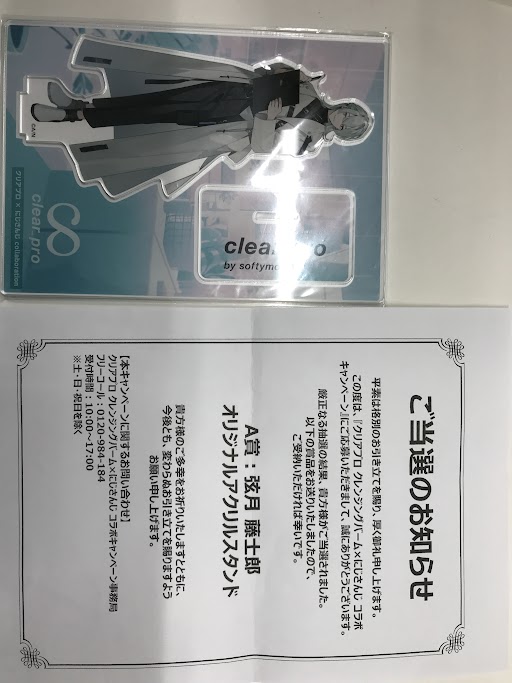 クリアプロ × にじさんじ collaboration
clear.pro
clear.pro
by softymo
ご当選のお知らせ
平素は格別のお引き立てを賜り、厚く御礼申し上げます。
この度は、『クリアプロ クレンジングバーム×にじさんじ コラボ
キャンペーン』にご応募いただきまして、誠にありがとうございます。
厳正なる抽選の結果、貴方様がご当選されました。
以下の賞品をお送りいたしましたので、
ご受納いただければ幸いです。
A賞：弦月 藤士郎
オリジナルアクリルスタンド
貴方様のご多幸をお祈りいたしますとともに、
今後とも、変わらぬお引き立てを賜りますよう
お願い申し上げます。
【本キャンペーンに関するお問い合わせ】
クリアプロ クレンジングバーム×にじさんじ コラボキャンペーン事務局
フリーコール：0120-984-184
受付時間：10:00～17:00
※土・日・祝日を除く